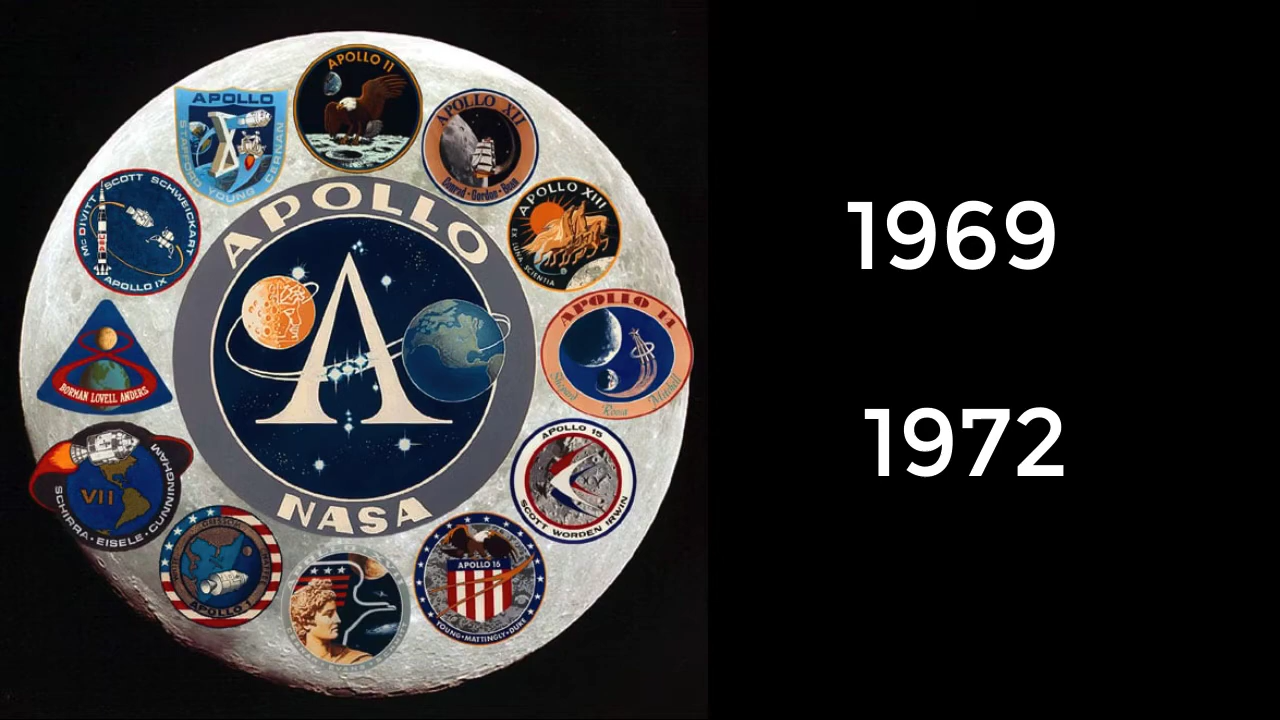 APOLLO 11
APOLLO XII
Conrad • Gordon • Bean
APOLLO XIII
EX LUNA, SCIENTIA
APOLLO 14
Shepard Roosa Mitchell
APOLLO 15
SCOTT WORDEN IRWIN
APOLLO 16
YOUNG • MATTINGLY • DUKE
EVANS
APOLLO 1
VII
SCHIRRA • EISELE • CUNNINGHAM
BORMAN LOVELL ANDERS
McDIVITT SCOTT SCHWEICKART
APOLLO IX
APOLLO
STAFFORD YOUNG CERNAN
APOLLO
NASA
1969
1972